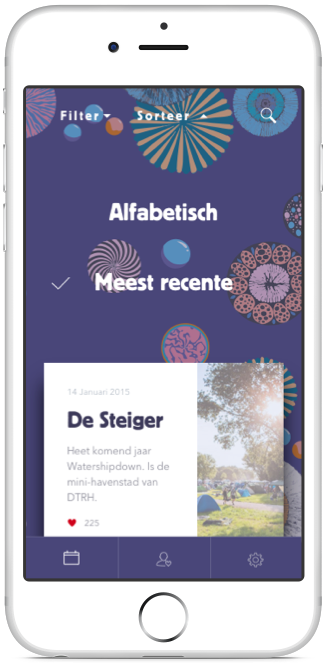 Filter Sorteer
Alfabetisch
Meest recente
14 Januari 2015
De Steiger
Heet komend jaar
Watershipdown. Is de
mini-havenstad van
DTRH.
225